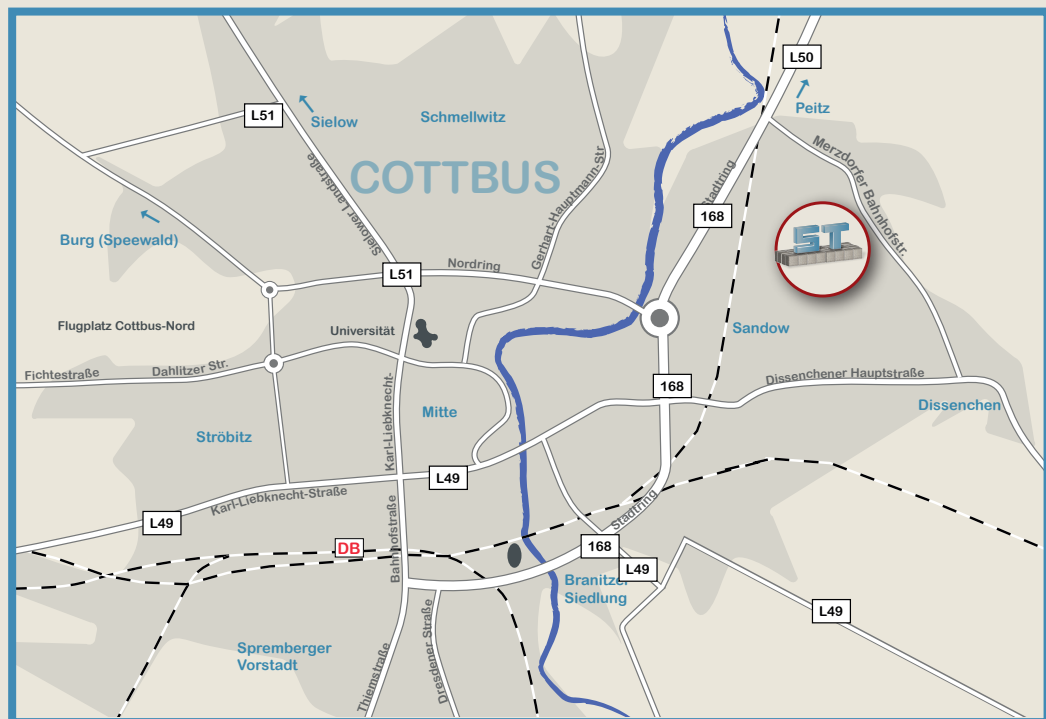 L50
Peitz
L51
Sielow
Schmellwitz
COTTBUS
Sielower Landstraße
Gerhart-Hauptmann-Str.
Stadtring
168
Merzdorfer Bahnhofstr.
ST
Burg (Speewald)
L51
Nordring
Flugplatz Cottbus-Nord
Universität
Sandow
Fichtestraße
Dahlitzer Str.
168
Dissenchener Hauptstraße
Dissenchen
Mitte
Karl-Liebknecht-
Ströbitz
L49
Karl-Liebknecht-Straße
L49
Bahnhofstraße
Stadtring
DB
168
L49
Branitzer
Siedlung
L49
Spremberger
Vorstadt
Thiemstraße
Dresdener Straße